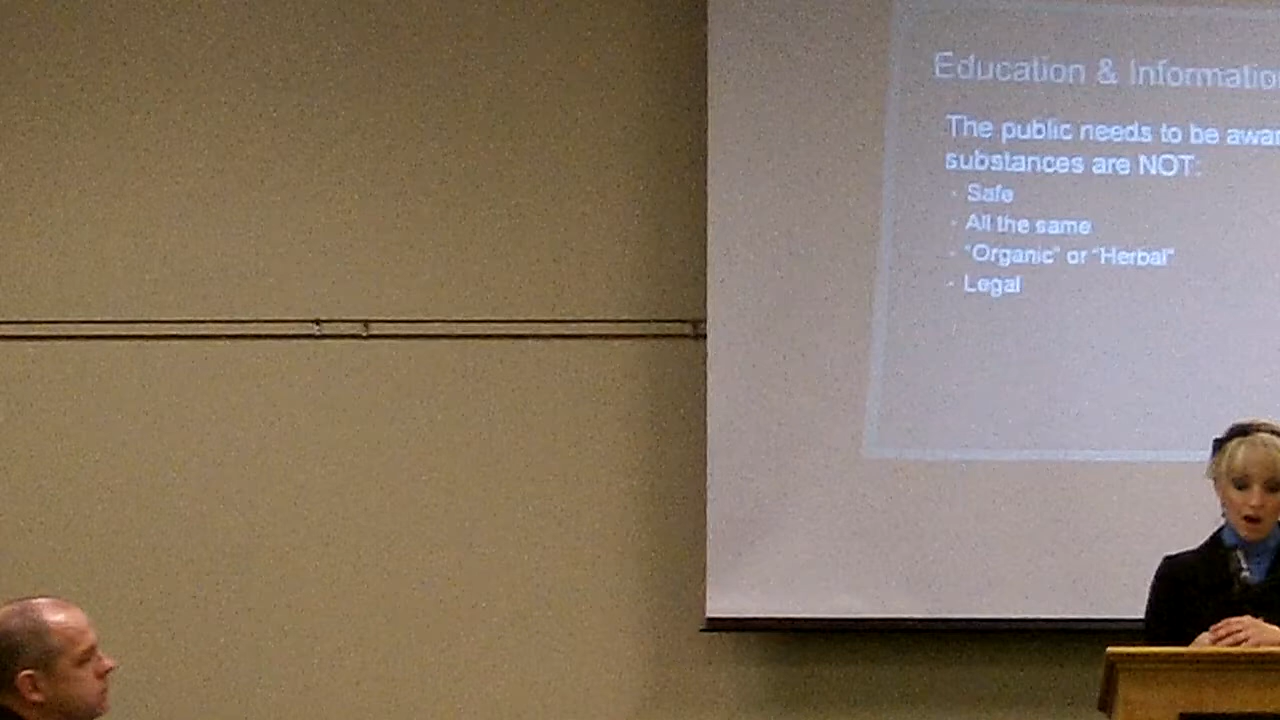 Education & Informatio
The public needs to be awar
substances are NOT:
- Safe
- All the same
- "Organic" or "Herbal"
- Legal